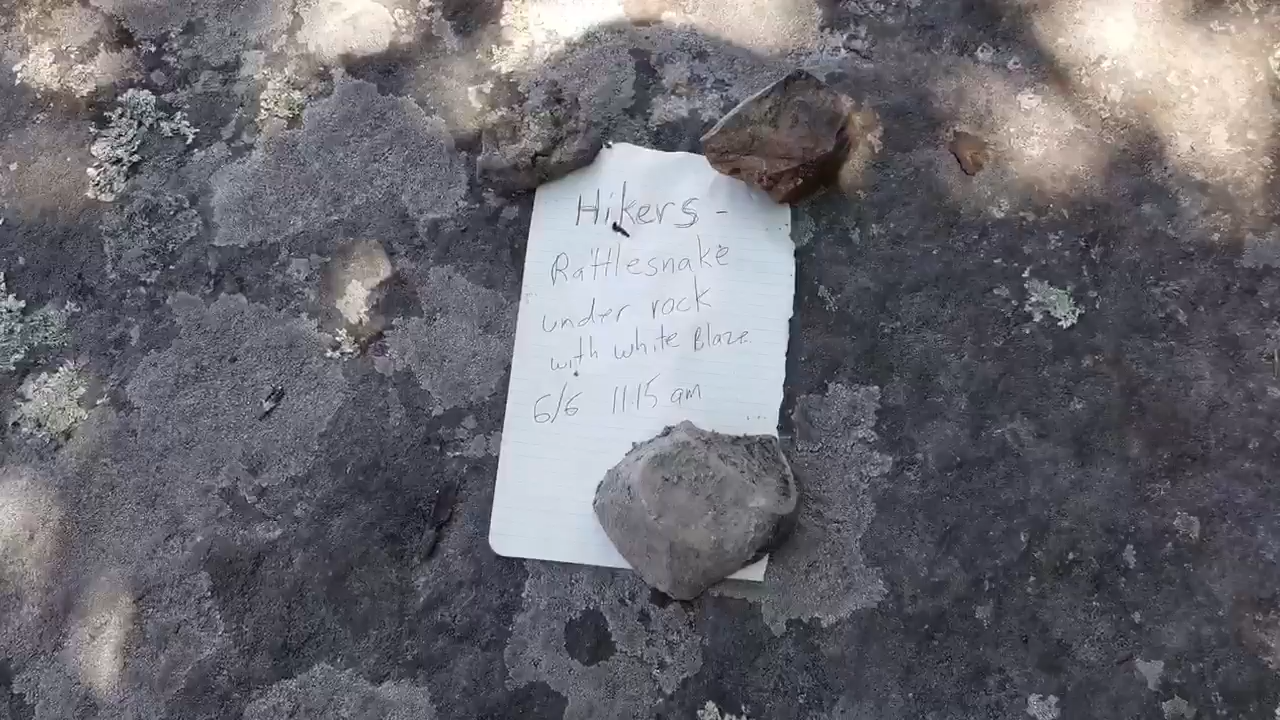 Hikers -
Rattlesnake
under rock
with white Blaze
6/6 11:15 am
...